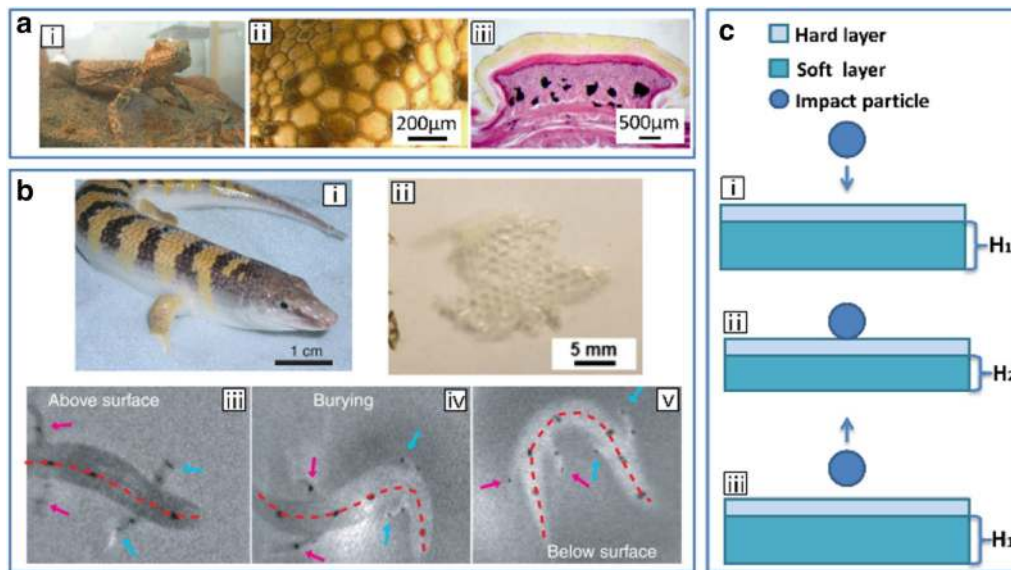 a
i
ii
200μm
iii
500μm
b
i
1 cm
ii
5 mm
Above surface
iii
Burying
iv
v
Below surface
c
Hard layer
Soft layer
Impact particle
i
H1
ii
H2
iii
H1